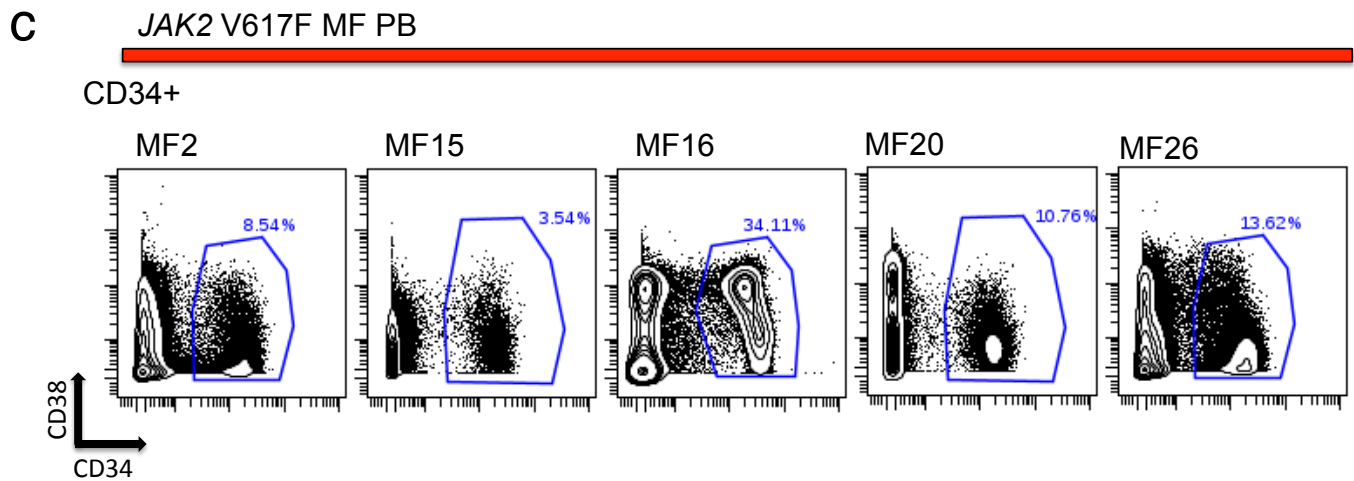 C
JAK2 V617F MF PB
CD34+
MF2 MF15 MF16 MF20 MF26
8.54% 3.54% 34.11% 10.76% 13.62%
CD38
CD34